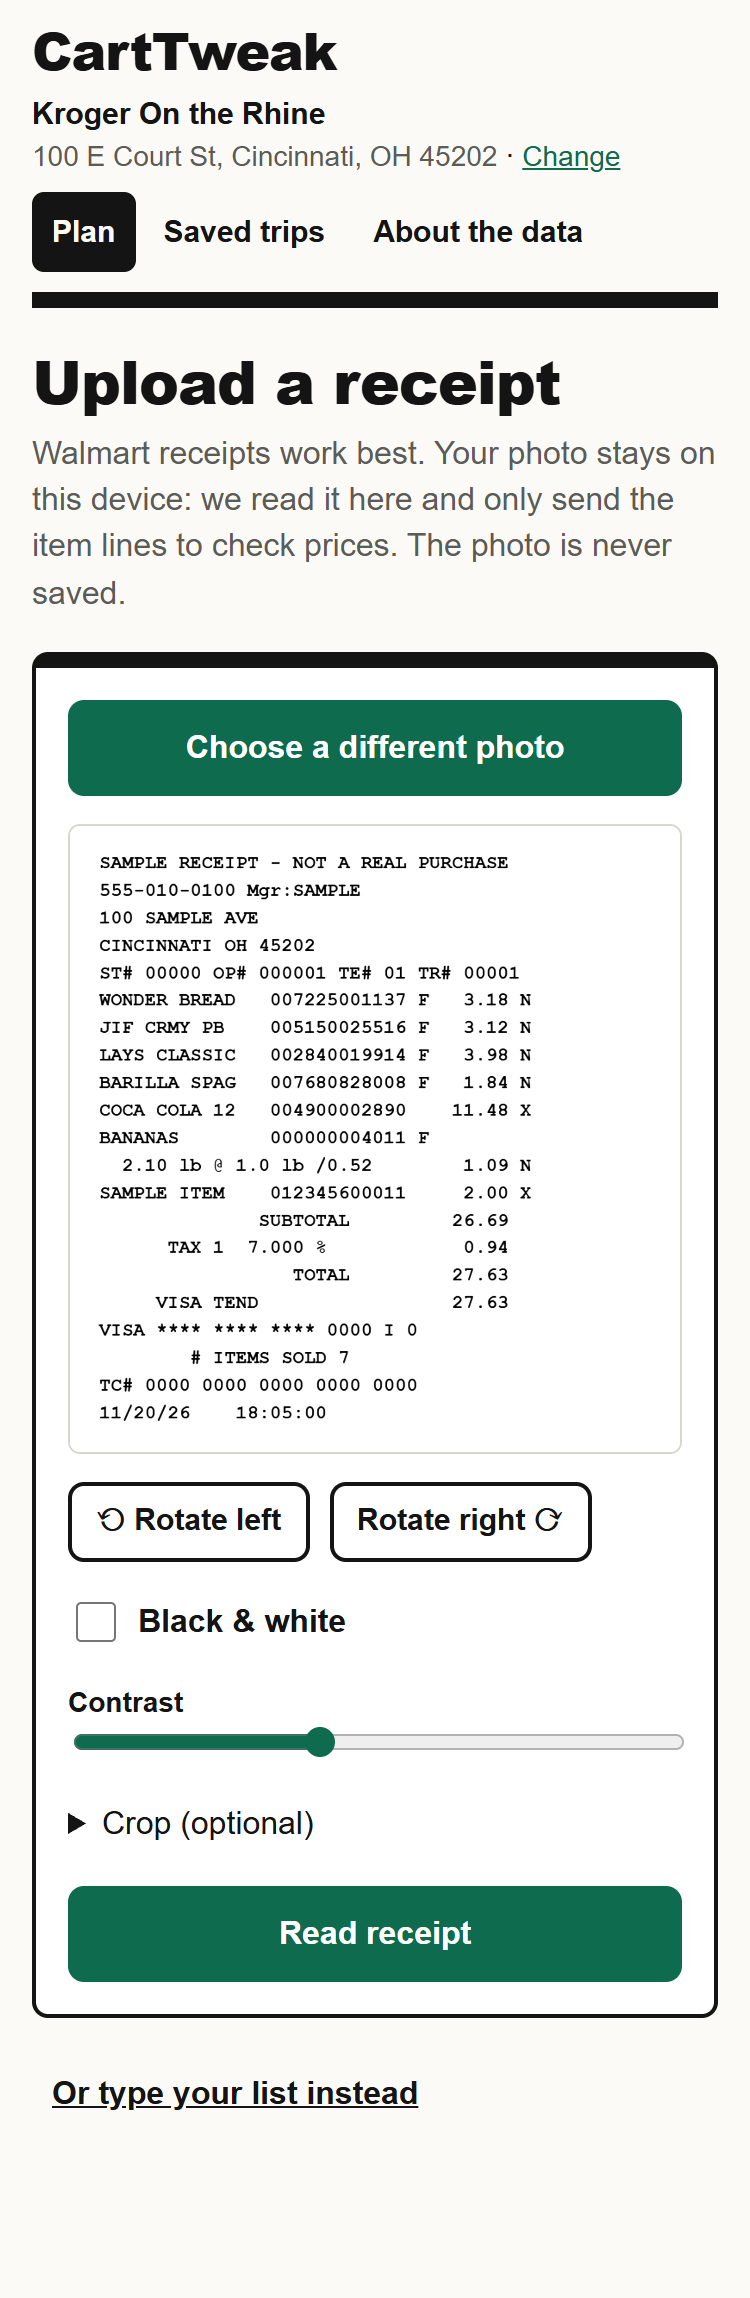 CartTweak
Kroger On the Rhine
100 E Court St, Cincinnati, OH 45202 · Change
Plan Saved trips About the data
Upload a receipt
Walmart receipts work best. Your photo stays on
this device: we read it here and only send the
item lines to check prices. The photo is never
saved.
Choose a different photo
SAMPLE RECEIPT - NOT A REAL PURCHASE
555-010-0100 Mgr:SAMPLE
100 SAMPLE AVE
CINCINNATI OH 45202
ST# 00000 OP# 000001 TE# 01 TR# 00001
WONDER BREAD 007225001137 F 3.18 N
JIF CRMY PB 005150025516 F 3.12 N
LAYS CLASSIC 002840019914 F 3.98 N
BARILLA SPAG 007680828008 F 1.84 N
COCA COLA 12 004900002890 11.48 X
BANANAS 000000004011 F
2.10 lb @ 1.0 lb /0.52 1.09 N
SAMPLE ITEM 012345600011 2.00 X
SUBTOTAL 26.69
TAX 1 7.000 % 0.94
TOTAL 27.63
VISA TEND 27.63
VISA **** **** **** 0000 I 0
# ITEMS SOLD 7
TC# 0000 0000 0000 0000 0000
11/20/26 18:05:00
Rotate left Rotate right
Black & white
Contrast
Crop (optional)
Read receipt
Or type your list instead